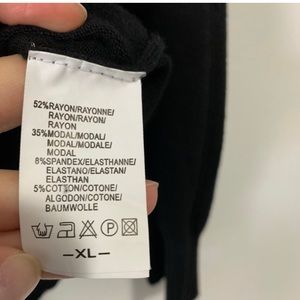 52%RAYON/RAYONNE/
RAYON/RAYON/
RAYON
35%MODAL/MODAL/
MODAL/MODALE/
MODAL
8%SPANDEX/ELASTHANNE/
ELASTANO/ELASTAN/
ELASTHAN
5%COTTON/COTONE/
ALGODON/COTONE/
BAUMWOLLE
—XL—